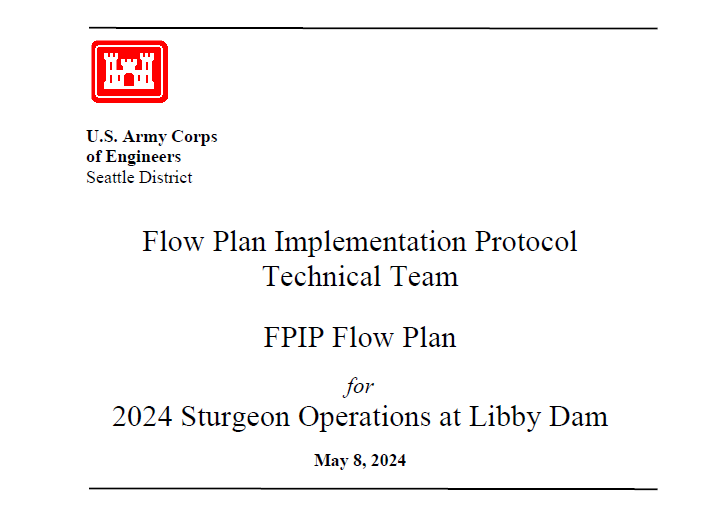 U.S. Army Corps
of Engineers
Seattle District
Flow Plan Implementation Protocol
Technical Team
FPIP Flow Plan
for
2024 Sturgeon Operations at Libby Dam
May 8, 2024